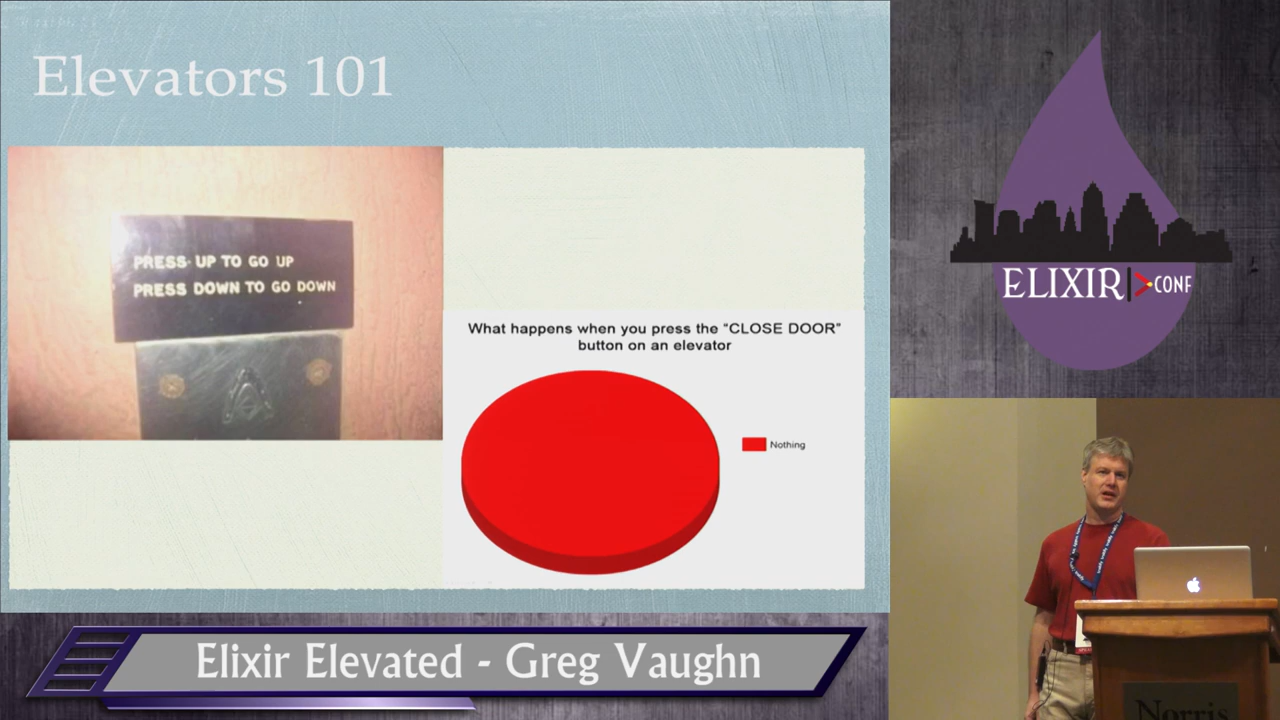 Elevators 101
PRESS UP TO GO UP
PRESS DOWN TO GO DOWN
What happens when you press the "CLOSE DOOR"
button on an elevator
Nothing
ELIXIR
CONF
Norris
Elixir Elevated - Greg Vaughn